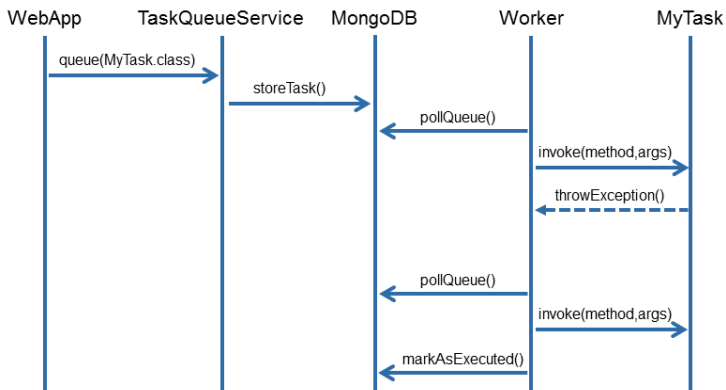 WebApp TaskQueueService MongoDB Worker MyTask
queue(MyTask.class)
storeTask()
pollQueue()
invoke(method,args)
throwException()
pollQueue()
invoke(method,args)
markAsExecuted()